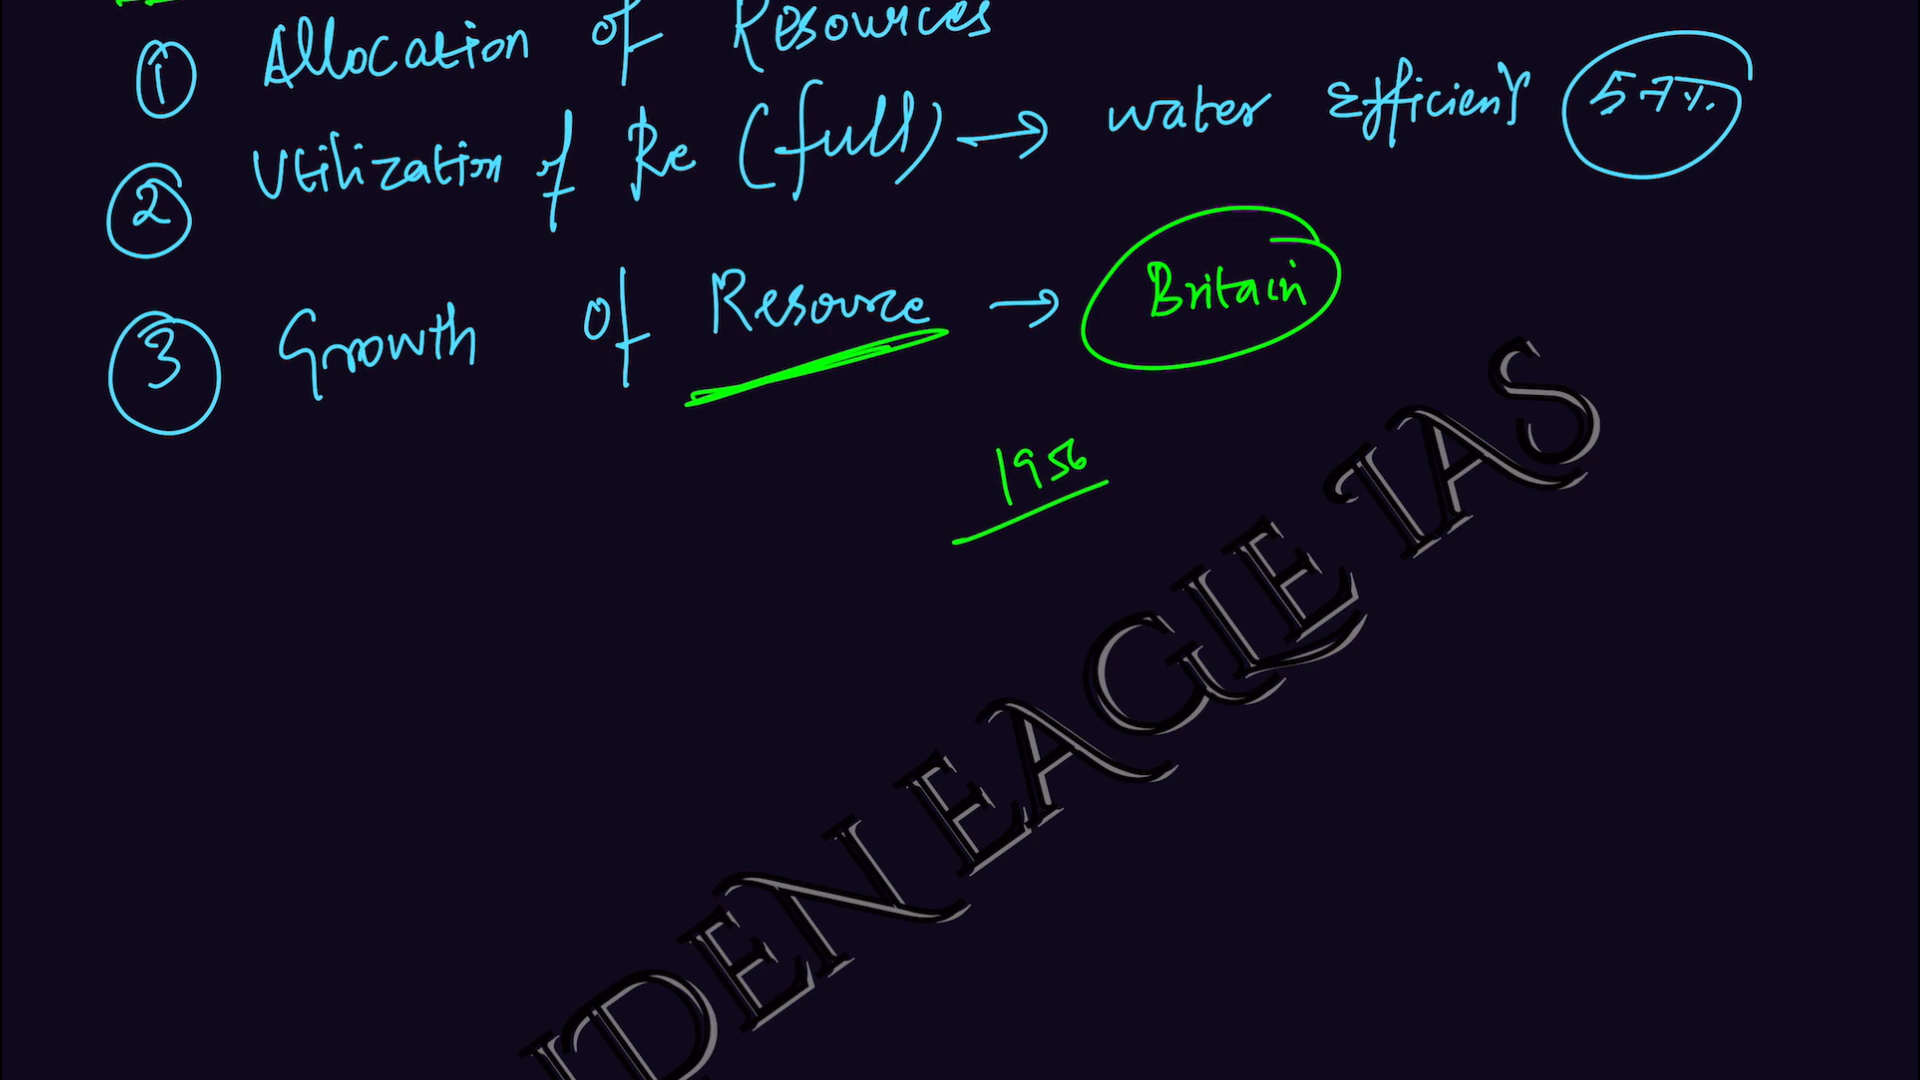 ① Allocation of Resources
② Utilization of Re (full) → water Efficiency 57%
③ Growth of Resource → Britain
1956
DEN EAGLE IAS